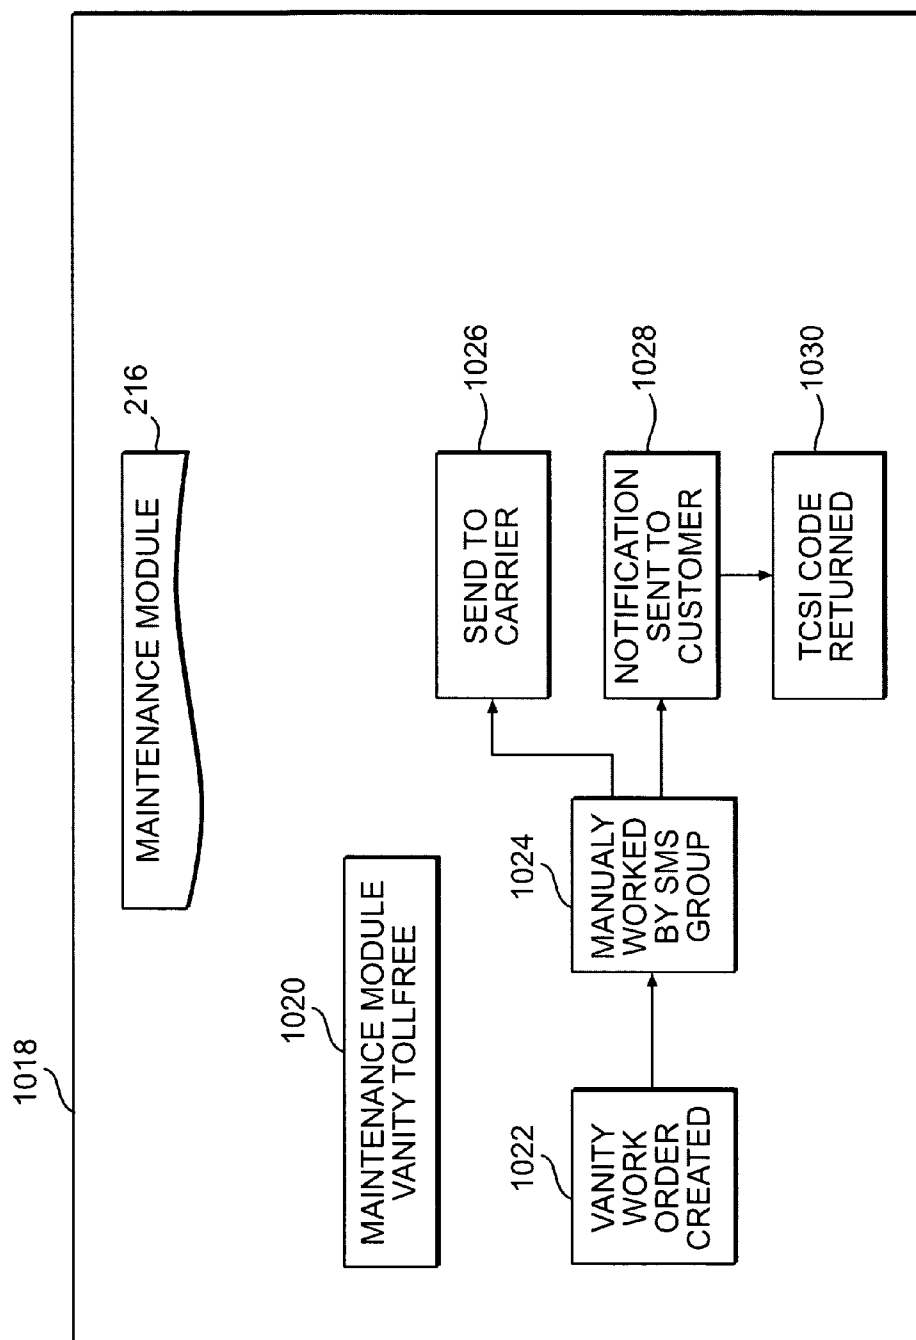 1018
216
MAINTENANCE MODULE
1020
MAINTENANCE MODULE
VANITY TOLLFREE
1022
VANITY
WORK
ORDER
CREATED
1024
MANUALY
WORKED
BY SMS
GROUP
1026
SEND TO
CARRIER
1028
NOTIFICATION
SENT TO
CUSTOMER
1030
TCSI CODE
RETURNED